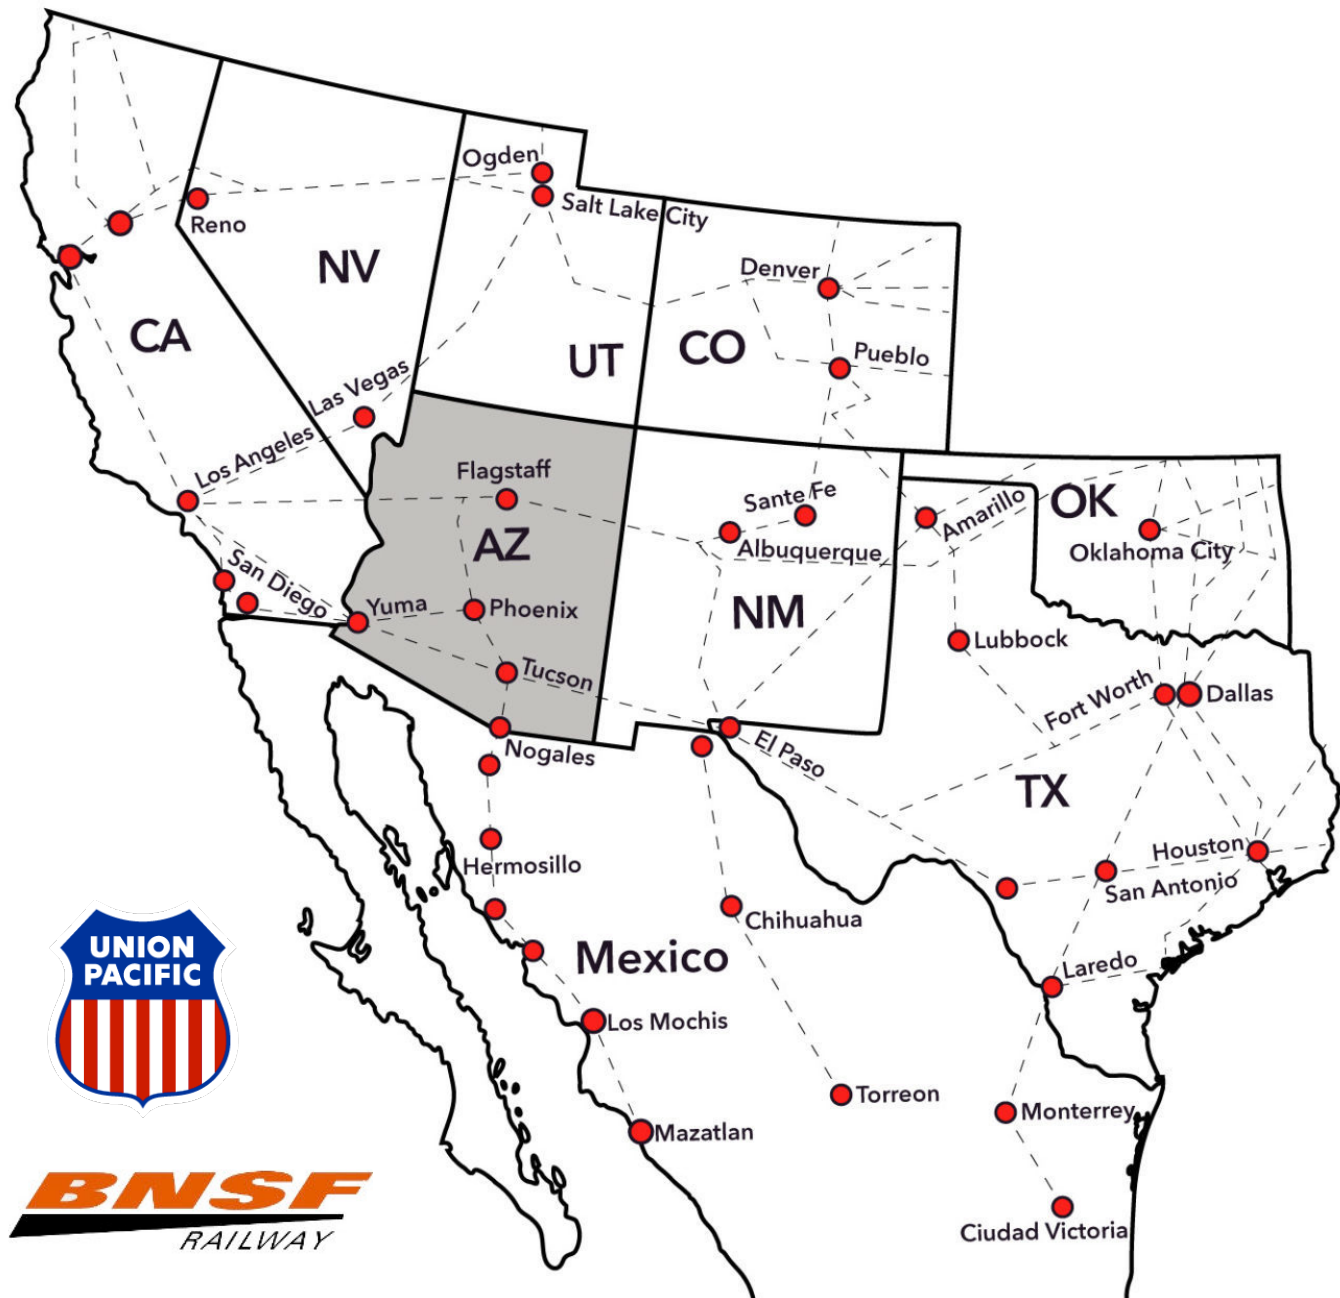 Ogden
Salt Lake City
Reno
NV
Denver
CA
UT
CO
Pueblo
Las Vegas
Los Angeles
Flagstaff
Sante Fe
Amarillo
OK
AZ
Albuquerque
Oklahoma City
San Diego
Yuma
Phoenix
NM
Lubbock
Tucson
Fort Worth
Dallas
Nogales
El Paso
TX
Hermosillo
Houston
San Antonio
Chihuahua
UNION
PACIFIC
Mexico
Laredo
Los Mochis
Torreon
Monterrey
Mazatlan
BNSF
RAILWAY
Ciudad Victoria